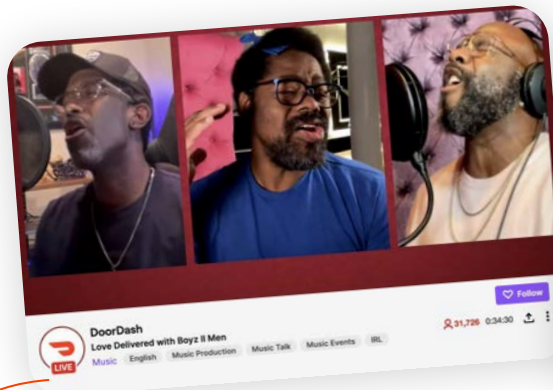 Follow
DoorDash
31,726 0:34:30
Love Delivered with Boyz II Men
Music English Music Production Music Talk Music Events IRL
LIVE